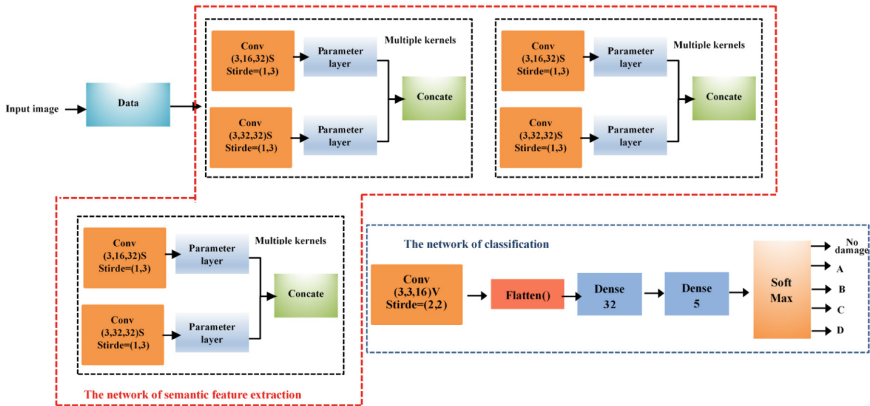 Input image
Data
Conv
(3,16,32)S
Stirde=(1,3)
Parameter
layer
Multiple kernels
Conv
(3,32,32)S
Stirde=(1,3)
Parameter
layer
Concate
Conv
(3,16,32)S
Stirde=(1,3)
Parameter
layer
Multiple kernels
Conv
(3,32,32)S
Stirde=(1,3)
Parameter
layer
Concate
Conv
(3,16,32)S
Stirde=(1,3)
Parameter
layer
Multiple kernels
Conv
(3,32,32)S
Stirde=(1,3)
Parameter
layer
Concate
The network of semantic feature extraction
The network of classification
Conv
(3,3,16)V
Stirde=(2,2)
Flatten()
Dense
32
Dense
5
Soft
Max
No
damage
A
B
C
D